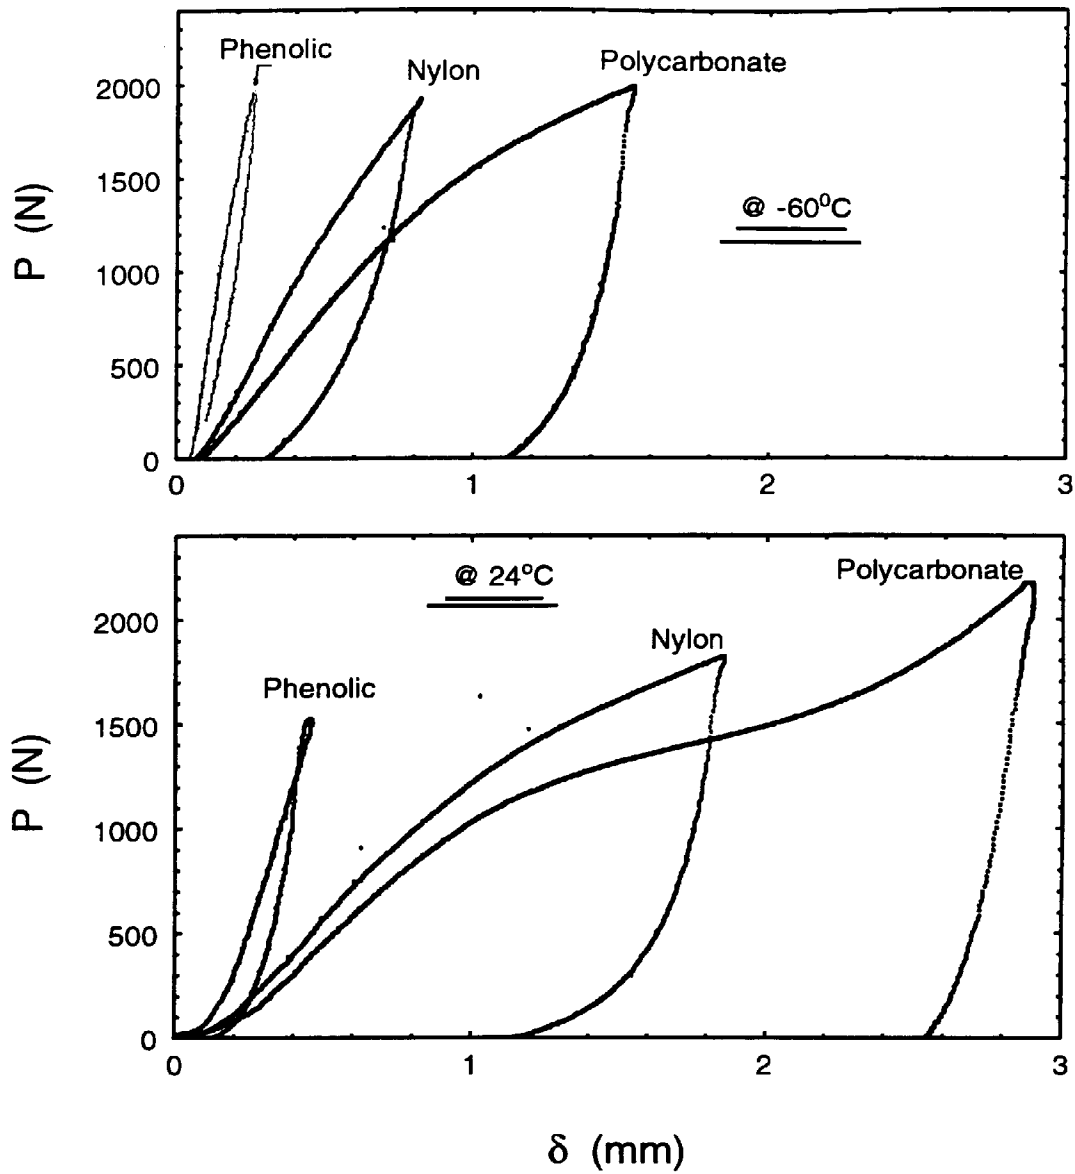 Phenolic
Nylon
Polycarbonate
@ -60⁰C
P (N)
2000
1500
1000
500
0
0 1 2 3
@ 24⁰C
Polycarbonate
Nylon
Phenolic
P (N)
2000
1500
1000
500
0
0 1 2 3
δ (mm)